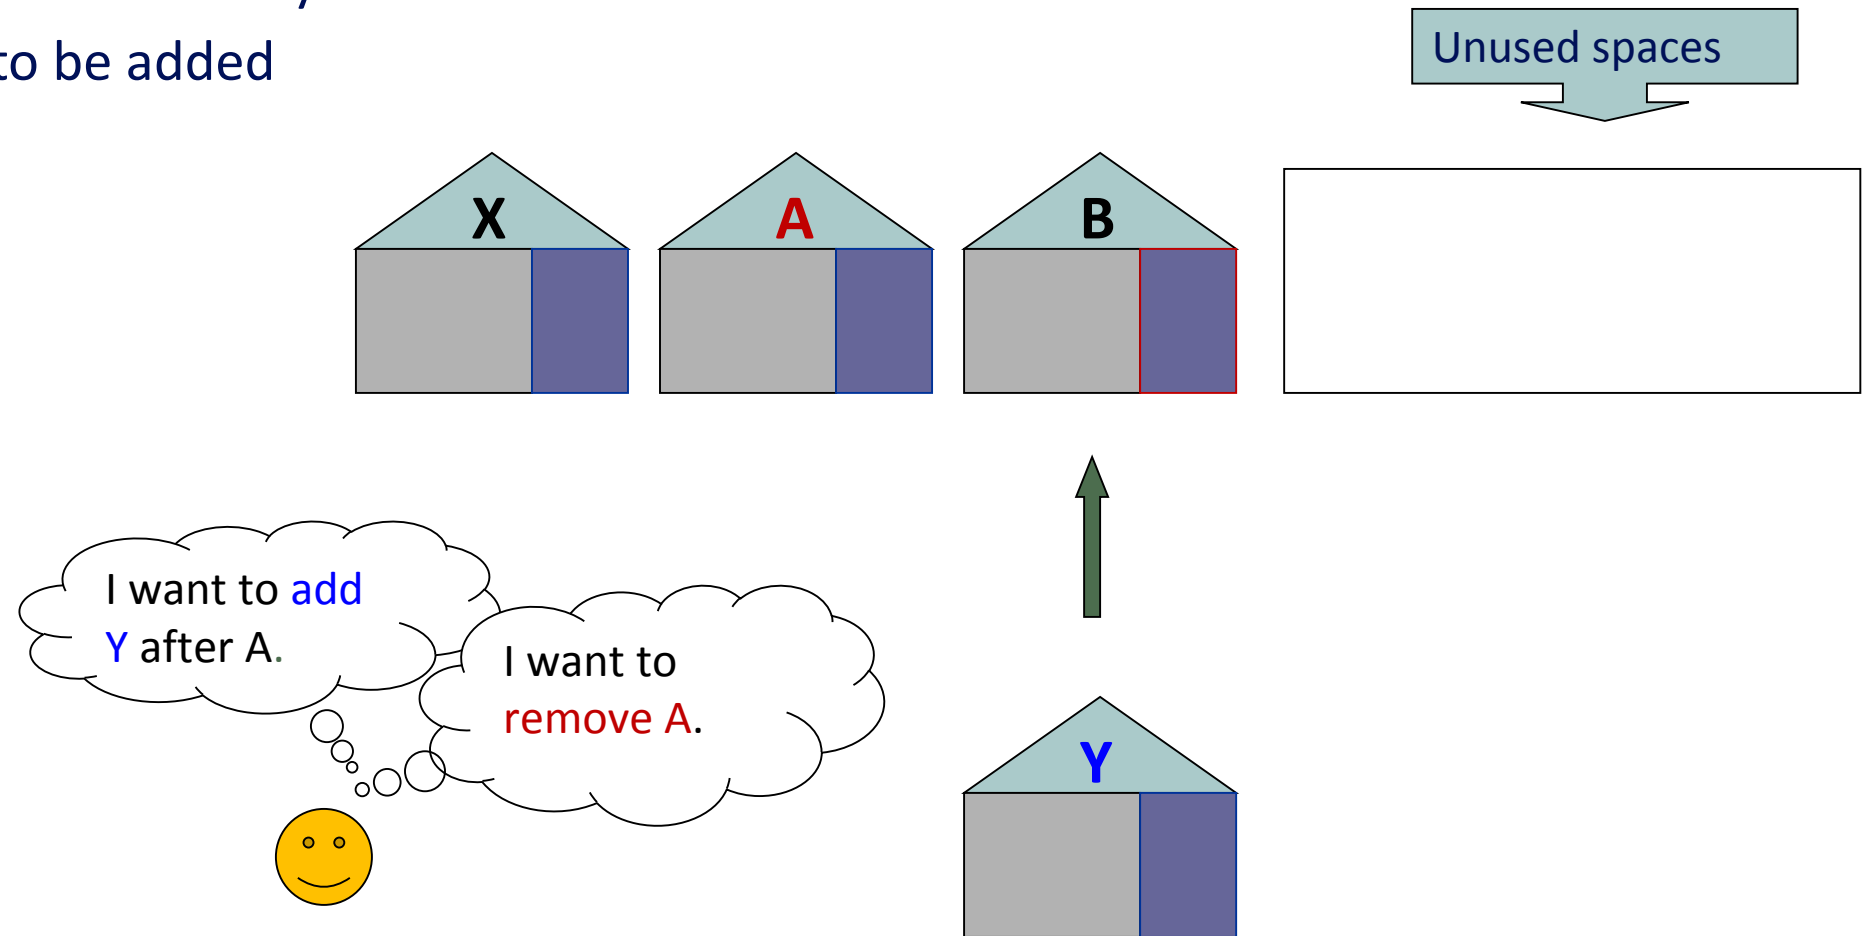 to be added
Unused spaces
X
A
B
I want to add
Y after A.
I want to
remove A.
Y